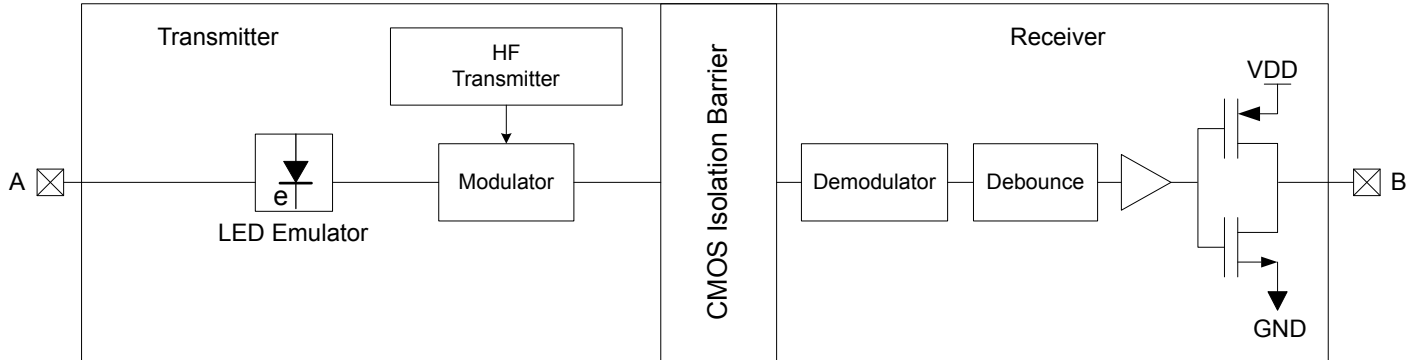 Transmitter
HF
Transmitter
CMOS Isolation Barrier
Receiver
VDD
A
e
Modulator
Demodulator
Debounce
B
LED Emulator
GND